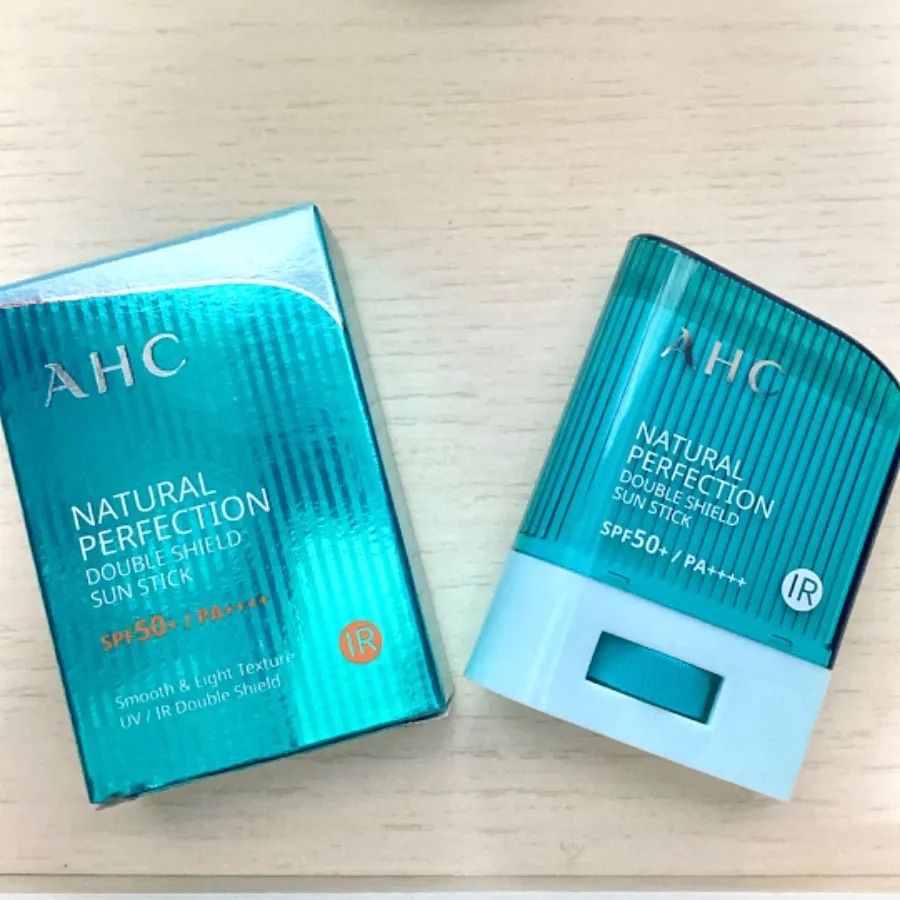 AHC
NATURAL
PERFECTION
DOUBLE SHIELD
SUN STICK
SPF50+ / PA++++
IR
Smooth & Light Texture
UV / IR Double Shield
AHC
NATURAL
PERFECTION
DOUBLE SHIELD
SUN STICK
SPF50+ / PA++++
IR